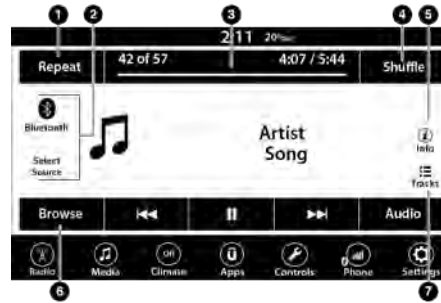 1 2 3 4 5
2:11 20°
Repeat 42 of 57 4:07 / 5:44 Shuffle
Bluetooth
Artist
Song
Info
Select
Source
Tracks
Browse Audio
Radio Media Climate Apps Controls Phone Settings
6 7